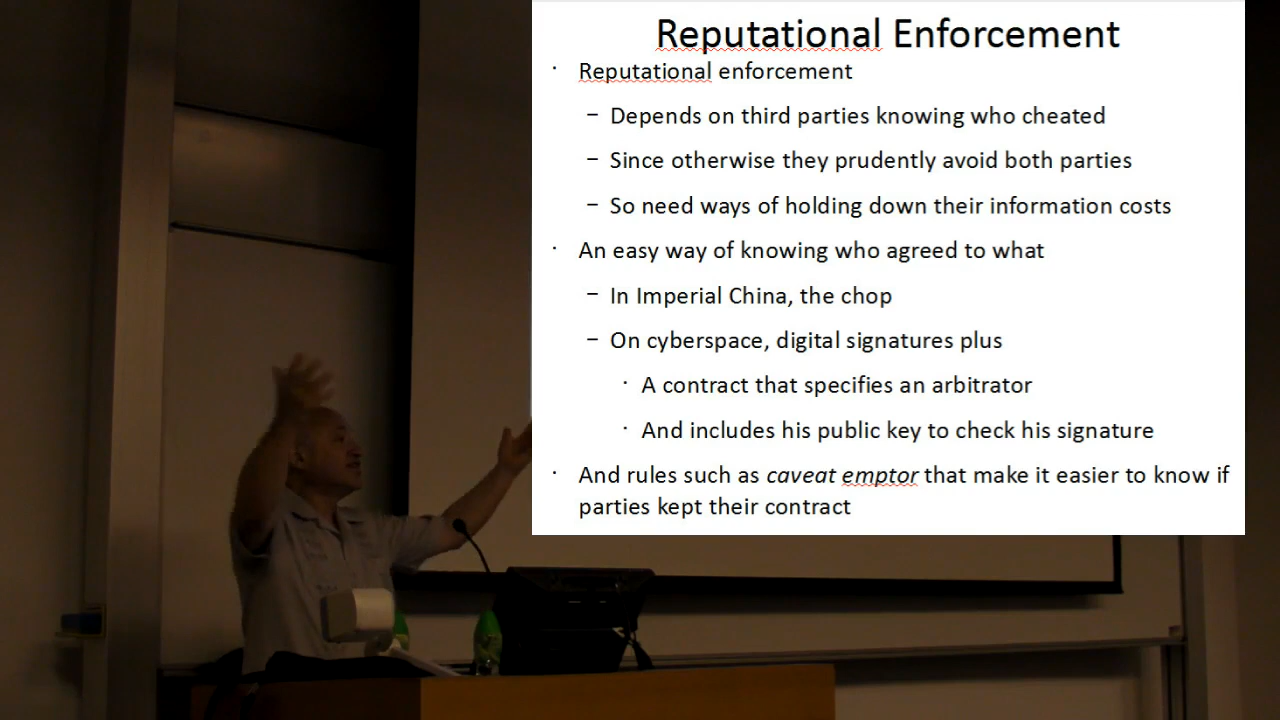 Reputational Enforcement
· Reputational enforcement
– Depends on third parties knowing who cheated
– Since otherwise they prudently avoid both parties
– So need ways of holding down their information costs
· An easy way of knowing who agreed to what
– In Imperial China, the chop
– On cyberspace, digital signatures plus
· A contract that specifies an arbitrator
· And includes his public key to check his signature
· And rules such as caveat emptor that make it easier to know if
parties kept their contract